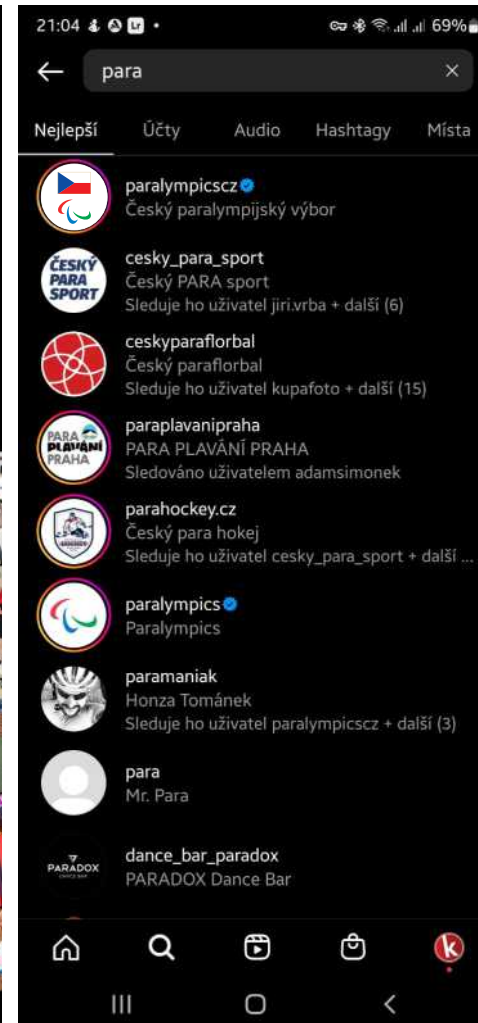 21:04
Lr
69%
para
Nejlepší Účty Audio Hashtagy Místa
paralympicscz
Český paralympijský výbor
ČESKÝ
PARA
SPORT
cesky_para_sport
Český PARA sport
Sleduje ho uživatel jiri.vrba + další (6)
ceskyparaflorbal
Český paraflorbal
Sleduje ho uživatel kupafoto + další (15)
PARA
PLAVÁNÍ
PRAHA
paraplavanipraha
PARA PLAVÁNÍ PRAHA
Sledováno uživatelem adamsimonek
parahockey.cz
Český para hokej
Sleduje ho uživatel cesky_para_sport + další ...
paralympics
Paralympics
paramaniak
Honza Tománek
Sleduje ho uživatel paralympicscz + další (3)
para
Mr. Para
PARADOX
DANCE BAR
dance_bar_paradox
PARADOX Dance Bar
k